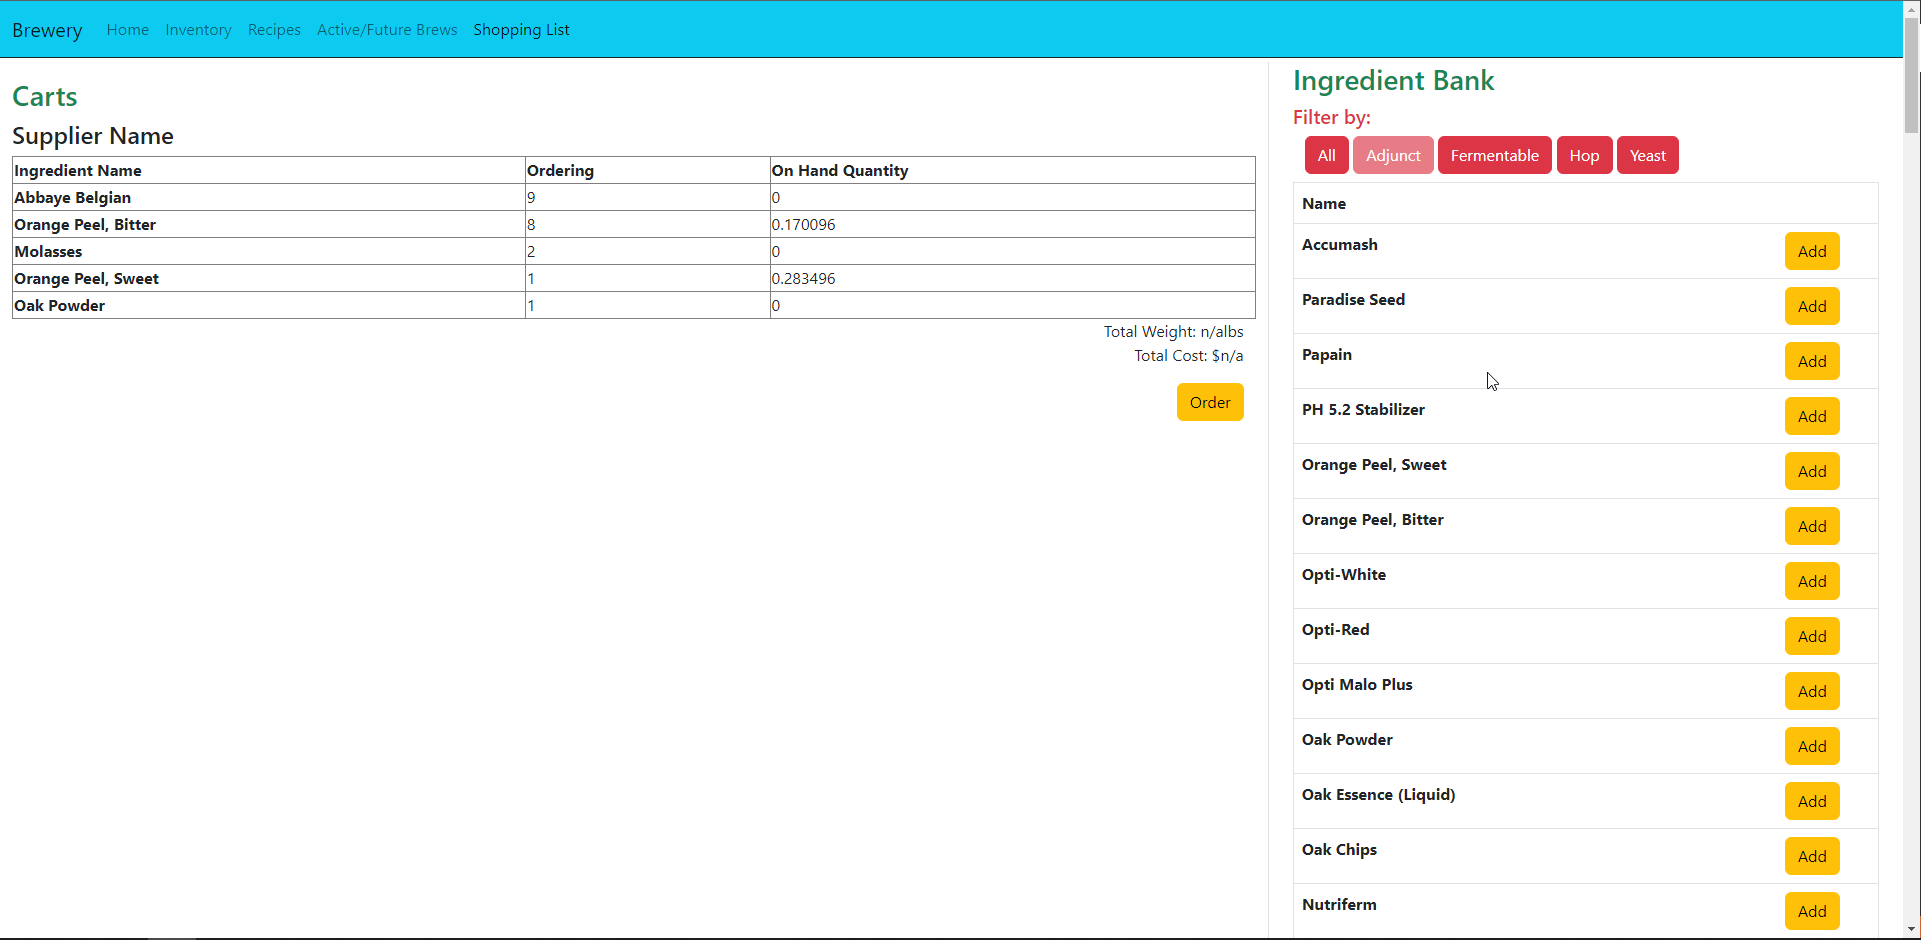 Brewery Home Inventory Recipes Active/Future Brews Shopping List
Carts
Supplier Name
Ingredient Name Ordering On Hand Quantity
Abbaye Belgian 9 0
Orange Peel, Bitter 8 0.170096
Molasses 2 0
Orange Peel, Sweet 1 0.283496
Oak Powder 1 0
Total Weight: n/albs
Total Cost: $n/a
Order
Ingredient Bank
Filter by:
All Adjunct Fermentable Hop Yeast
Name
Accumash Add
Paradise Seed Add
Papain Add
PH 5.2 Stabilizer Add
Orange Peel, Sweet Add
Orange Peel, Bitter Add
Opti-White Add
Opti-Red Add
Opti Malo Plus Add
Oak Powder Add
Oak Essence (Liquid) Add
Oak Chips Add
Nutriferm Add